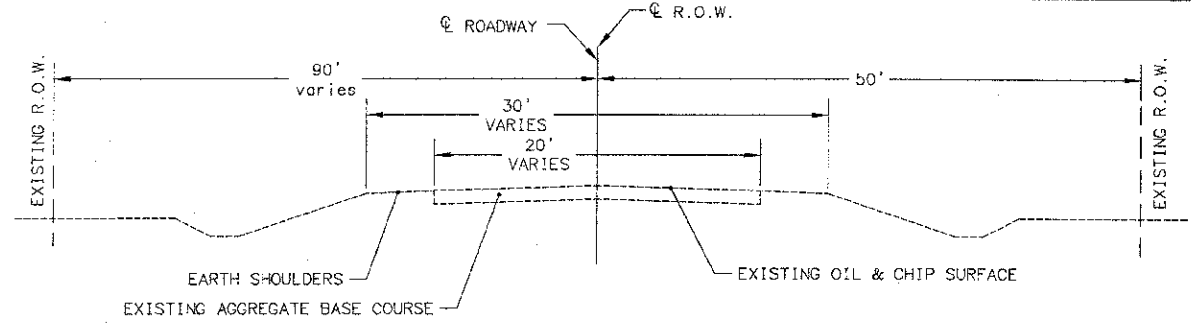 ℄ R.O.W.
℄ ROADWAY
EXISTING R.O.W.
90'
varies
50'
EXISTING R.O.W.
30'
VARIES
20'
VARIES
EARTH SHOULDERS
EXISTING OIL & CHIP SURFACE
EXISTING AGGREGATE BASE COURSE